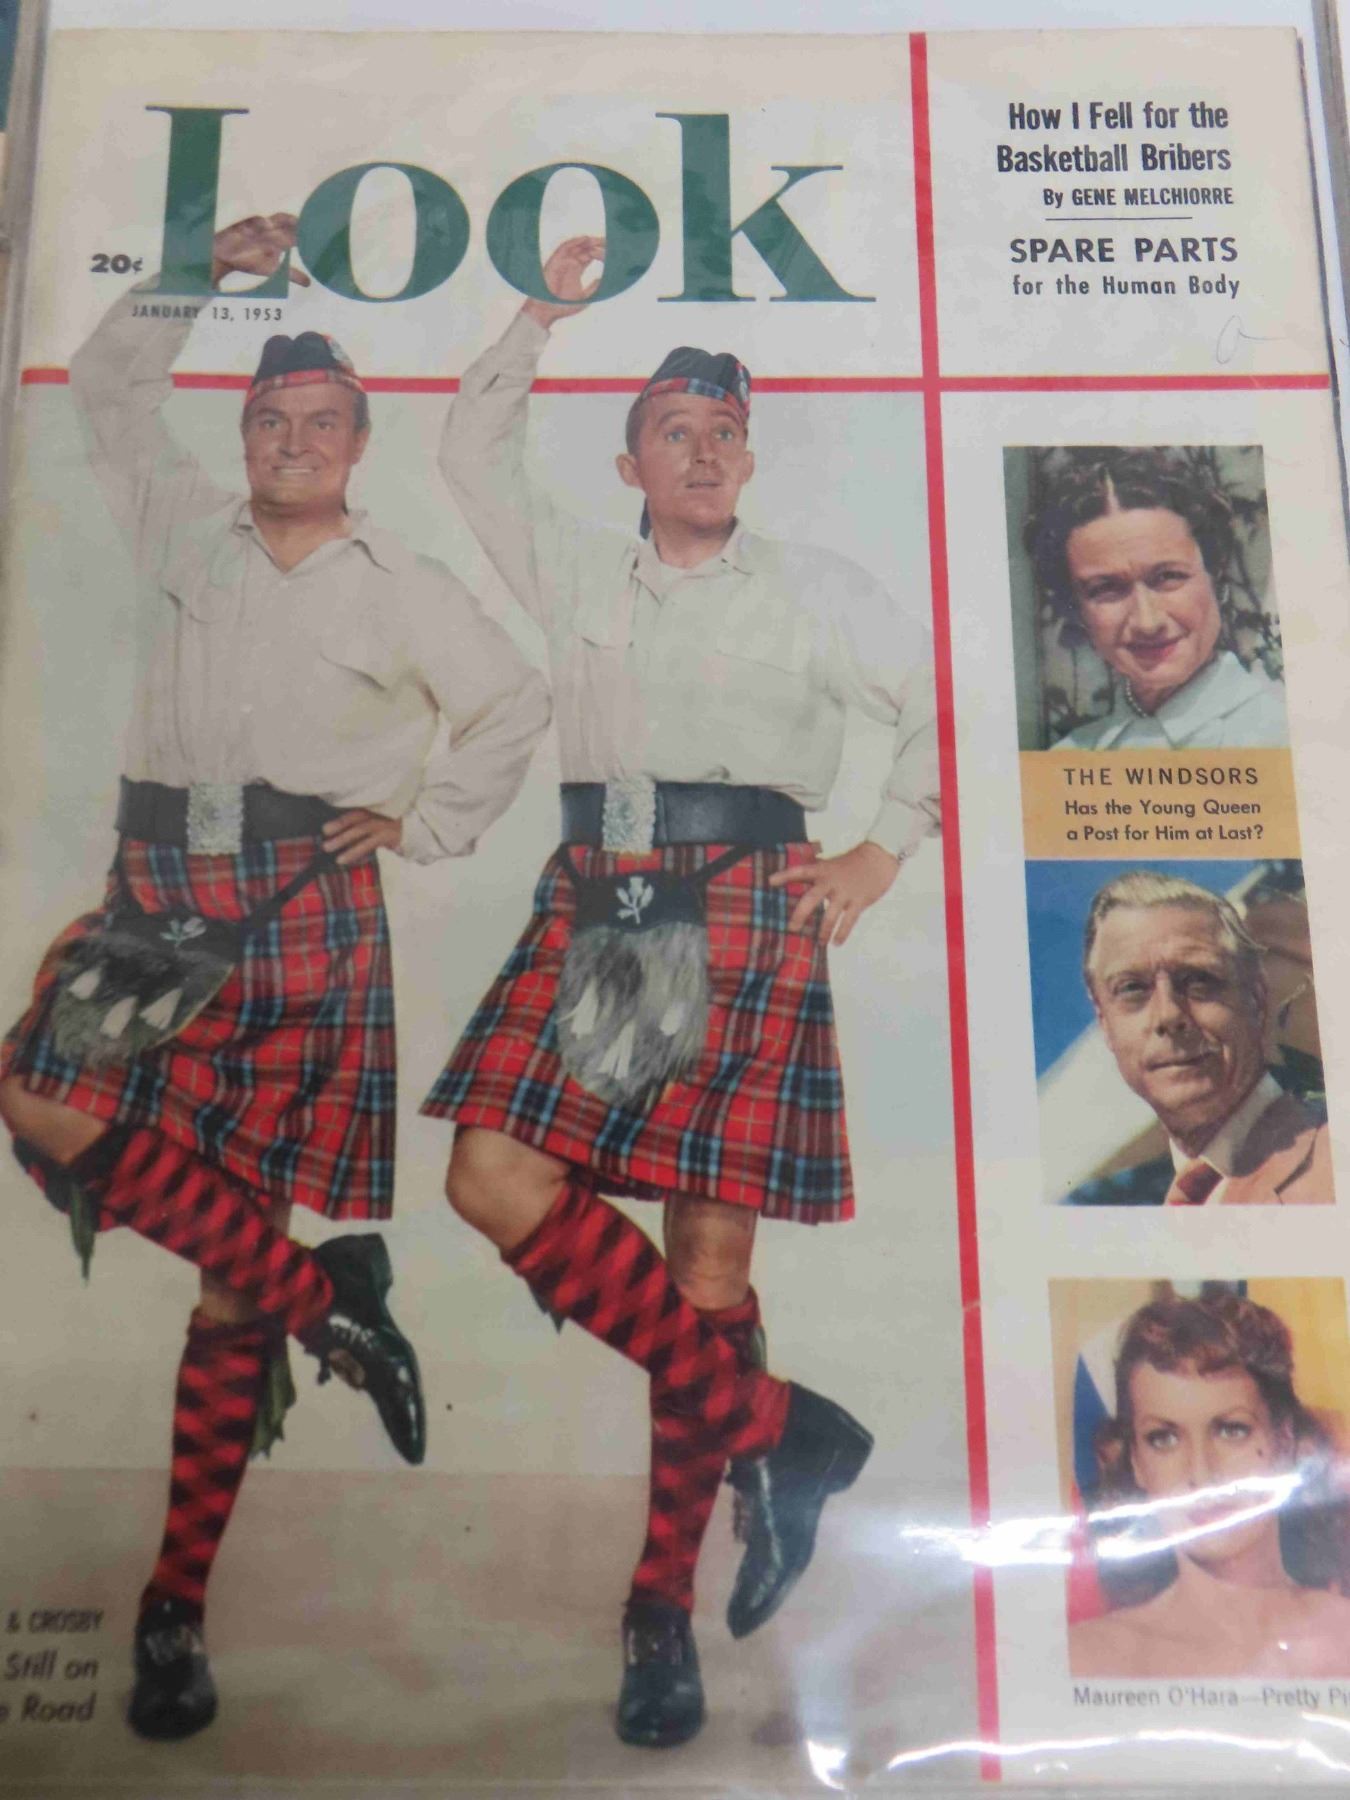 Look
20¢
JANUARY 13, 1953
How I Fell for the
Basketball Bribers
By GENE MELCHIORRE
SPARE PARTS
for the Human Body
THE WINDSORS
Has the Young Queen
a Post for Him at Last?
& CROSBY
Still on
Road
Maureen O'Hara—Pretty